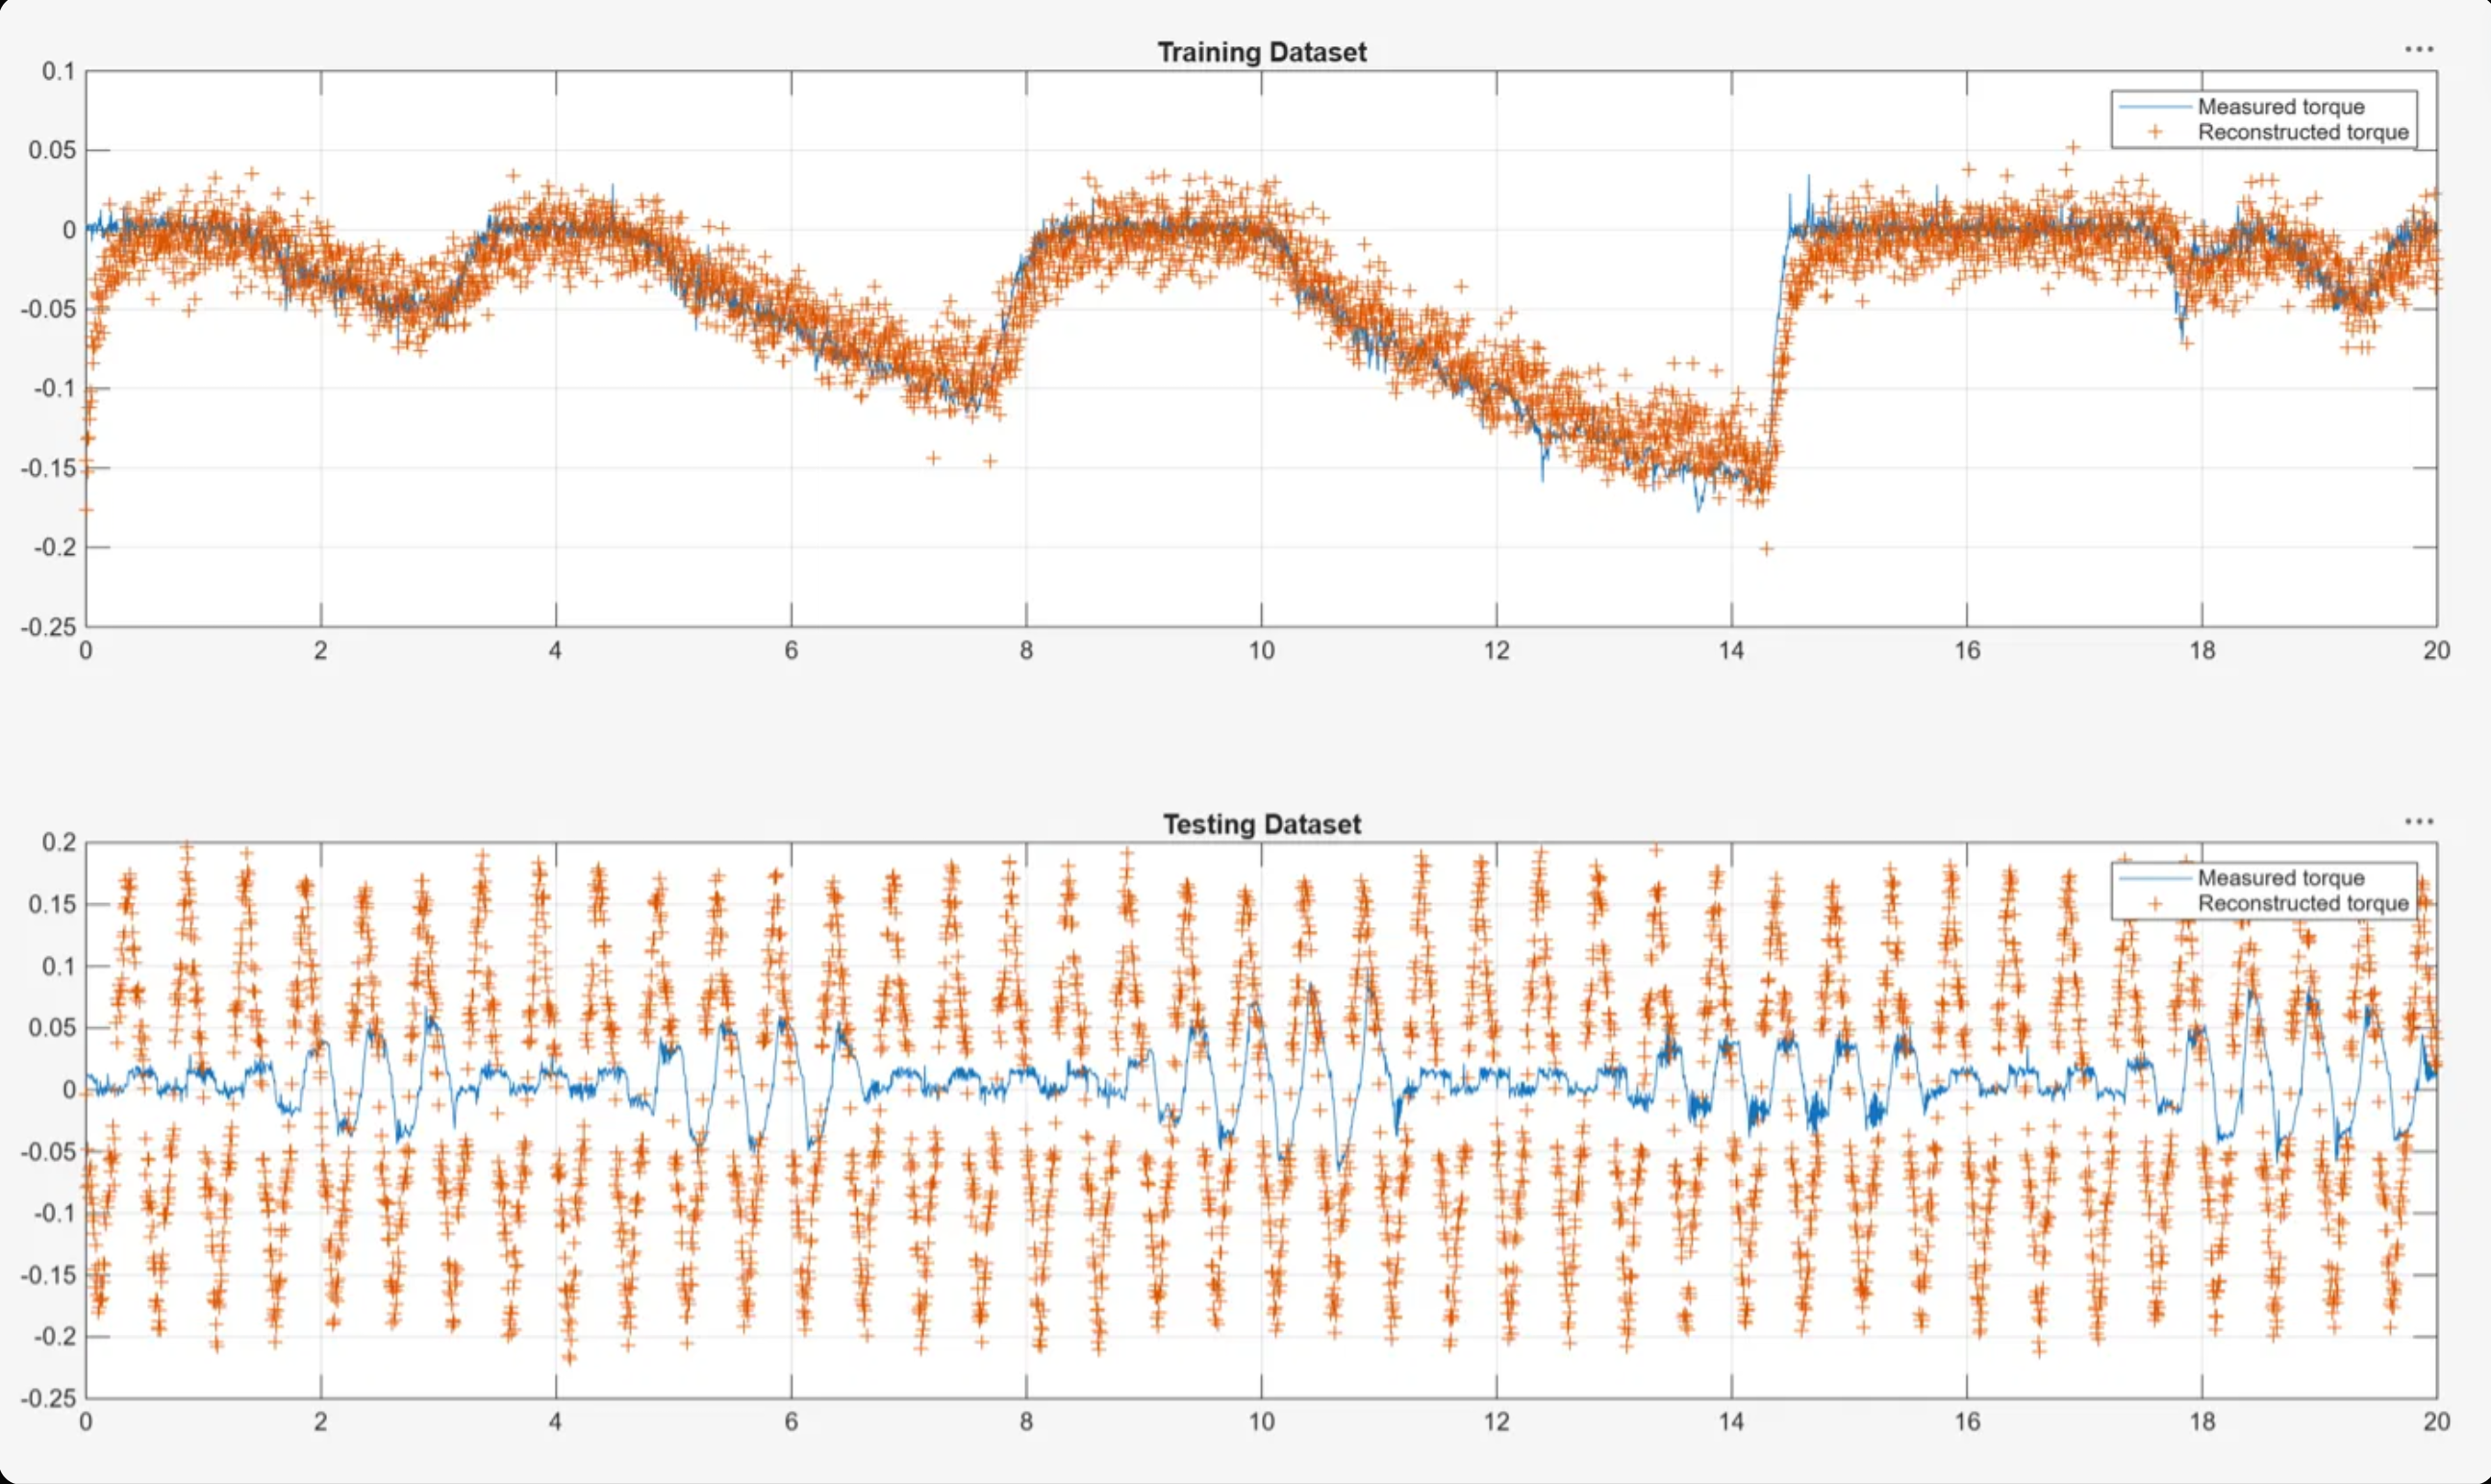 Training Dataset
0.1
0.05
0
-0.05
-0.1
-0.15
-0.2
-0.25
0 2 4 6 8 10 12 14 16 18 20
Measured torque
Reconstructed torque
Testing Dataset
0.2
0.15
0.1
0.05
0
-0.05
-0.1
-0.15
-0.2
-0.25
0 2 4 6 8 10 12 14 16 18 20
Measured torque
Reconstructed torque